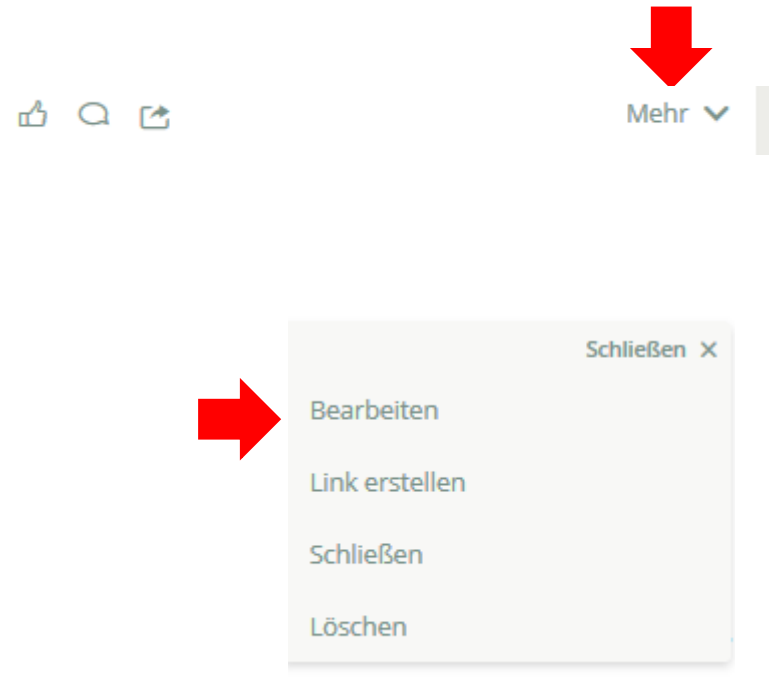 Mehr
Schließen
Bearbeiten
Link erstellen
Schließen
Löschen